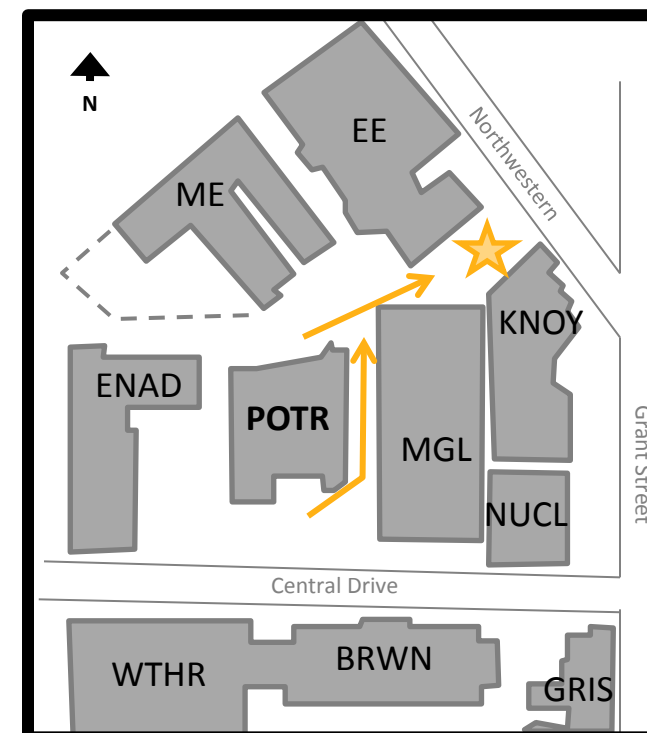 N
EE
Northwestern
ME
KNOY
ENAD
POTR
MGL
Grant Street
NUCL
Central Drive
WTHR
BRWN
GRIS